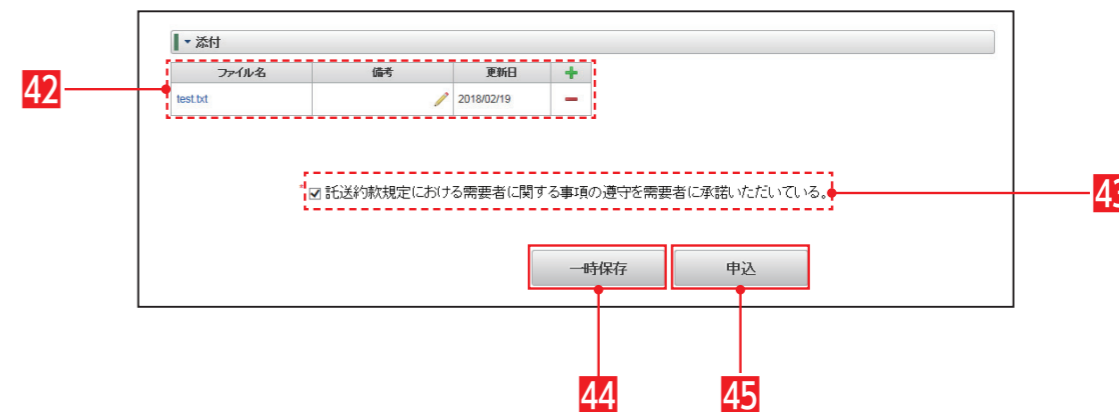 添付
ファイル名 備考 更新日
test.txt 2018/02/19
42
託送約款規定における需要者に関する事項の遵守を需要者に承諾いただいている。
43
一時保存 申込
44 45